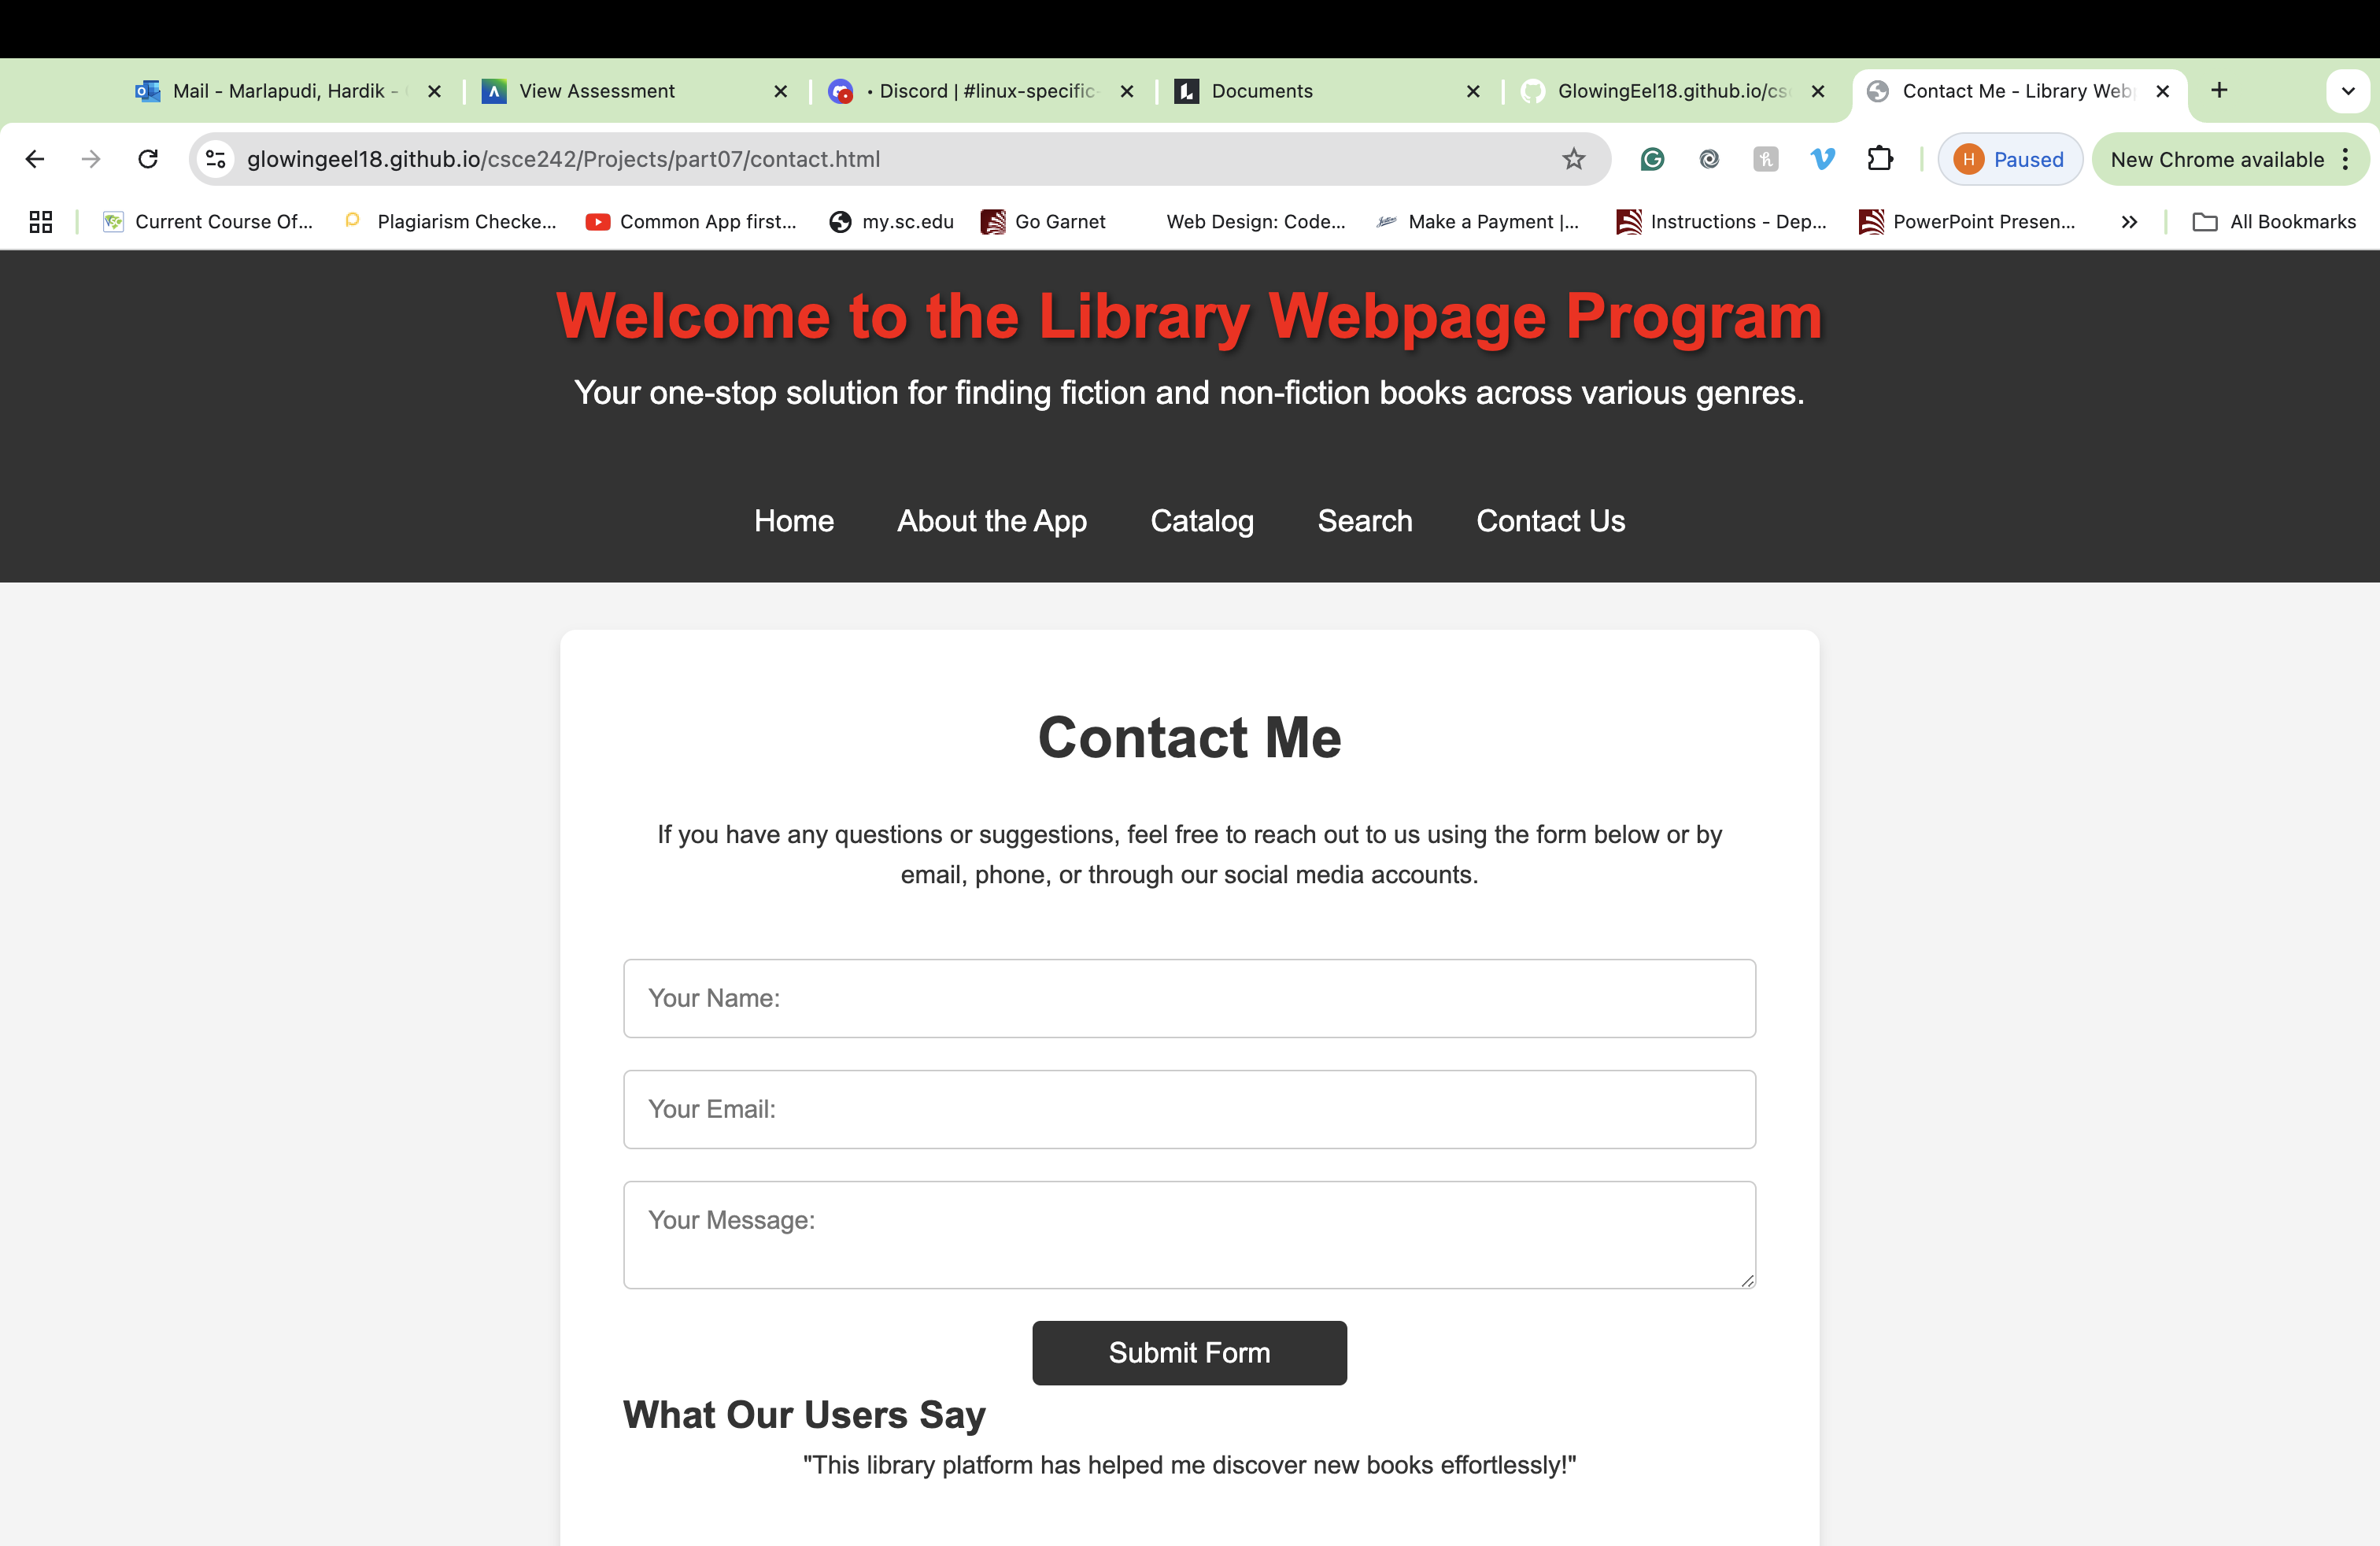 Mail - Marlapudi, Hardik -
View Assessment
• Discord | #linux-specific-
Documents
GlowingEel18.github.io/cs
Contact Me - Library Web
glowingeel18.github.io/csce242/Projects/part07/contact.html
H Paused
New Chrome available
Current Course Of...
Plagiarism Checke...
Common App first...
my.sc.edu
Go Garnet
Web Design: Code...
Make a Payment |...
Instructions - Dep...
PowerPoint Presen...
All Bookmarks
Welcome to the Library Webpage Program
Your one-stop solution for finding fiction and non-fiction books across various genres.
Home About the App Catalog Search Contact Us
Contact Me
If you have any questions or suggestions, feel free to reach out to us using the form below or by
email, phone, or through our social media accounts.
Your Name:
Your Email:
Your Message:
Submit Form
What Our Users Say
"This library platform has helped me discover new books effortlessly!"